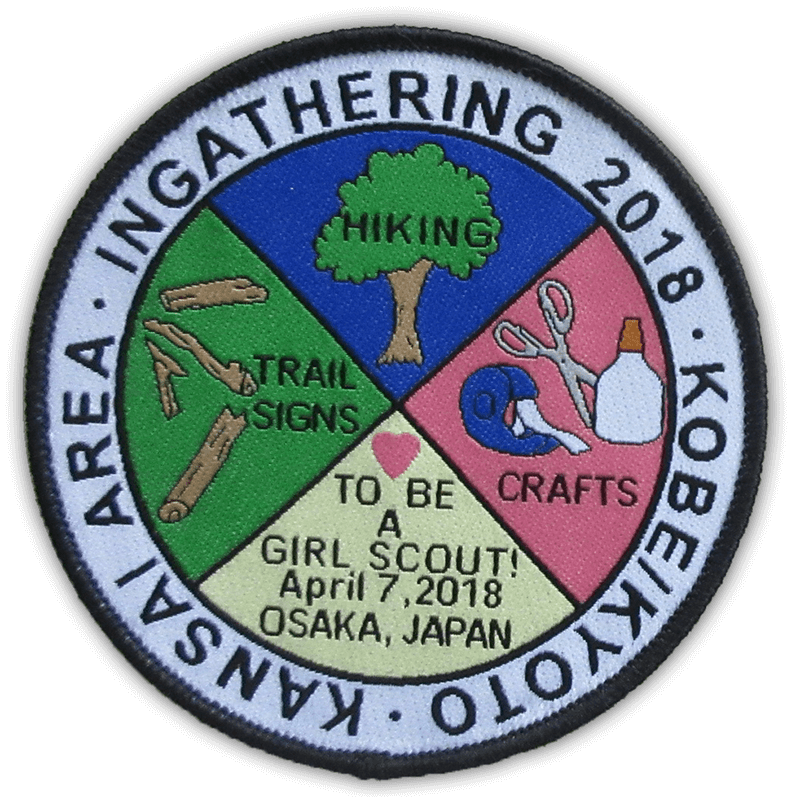 KANSAI AREA · INGATHERING 2018 · KOBE/KYOTO ·
HIKING
TRAIL
SIGNS
CRAFTS
TO BE
A
GIRL SCOUT!
April 7,2018
OSAKA, JAPAN